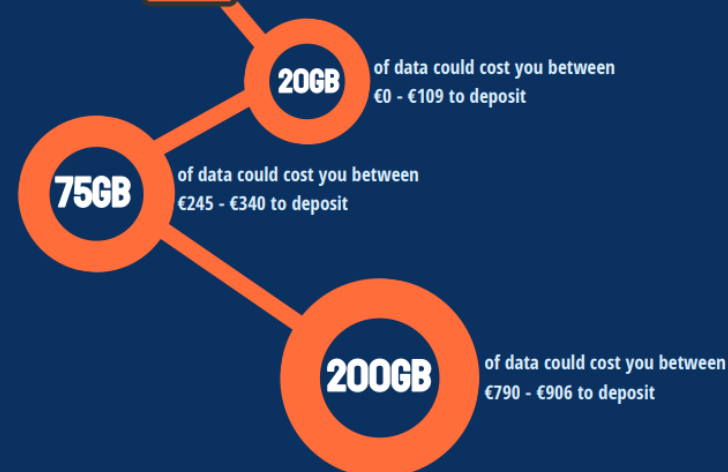 20GB
of data could cost you between
€0 - €109 to deposit
75GB
of data could cost you between
€245 - €340 to deposit
200GB
of data could cost you between
€790 - €906 to deposit